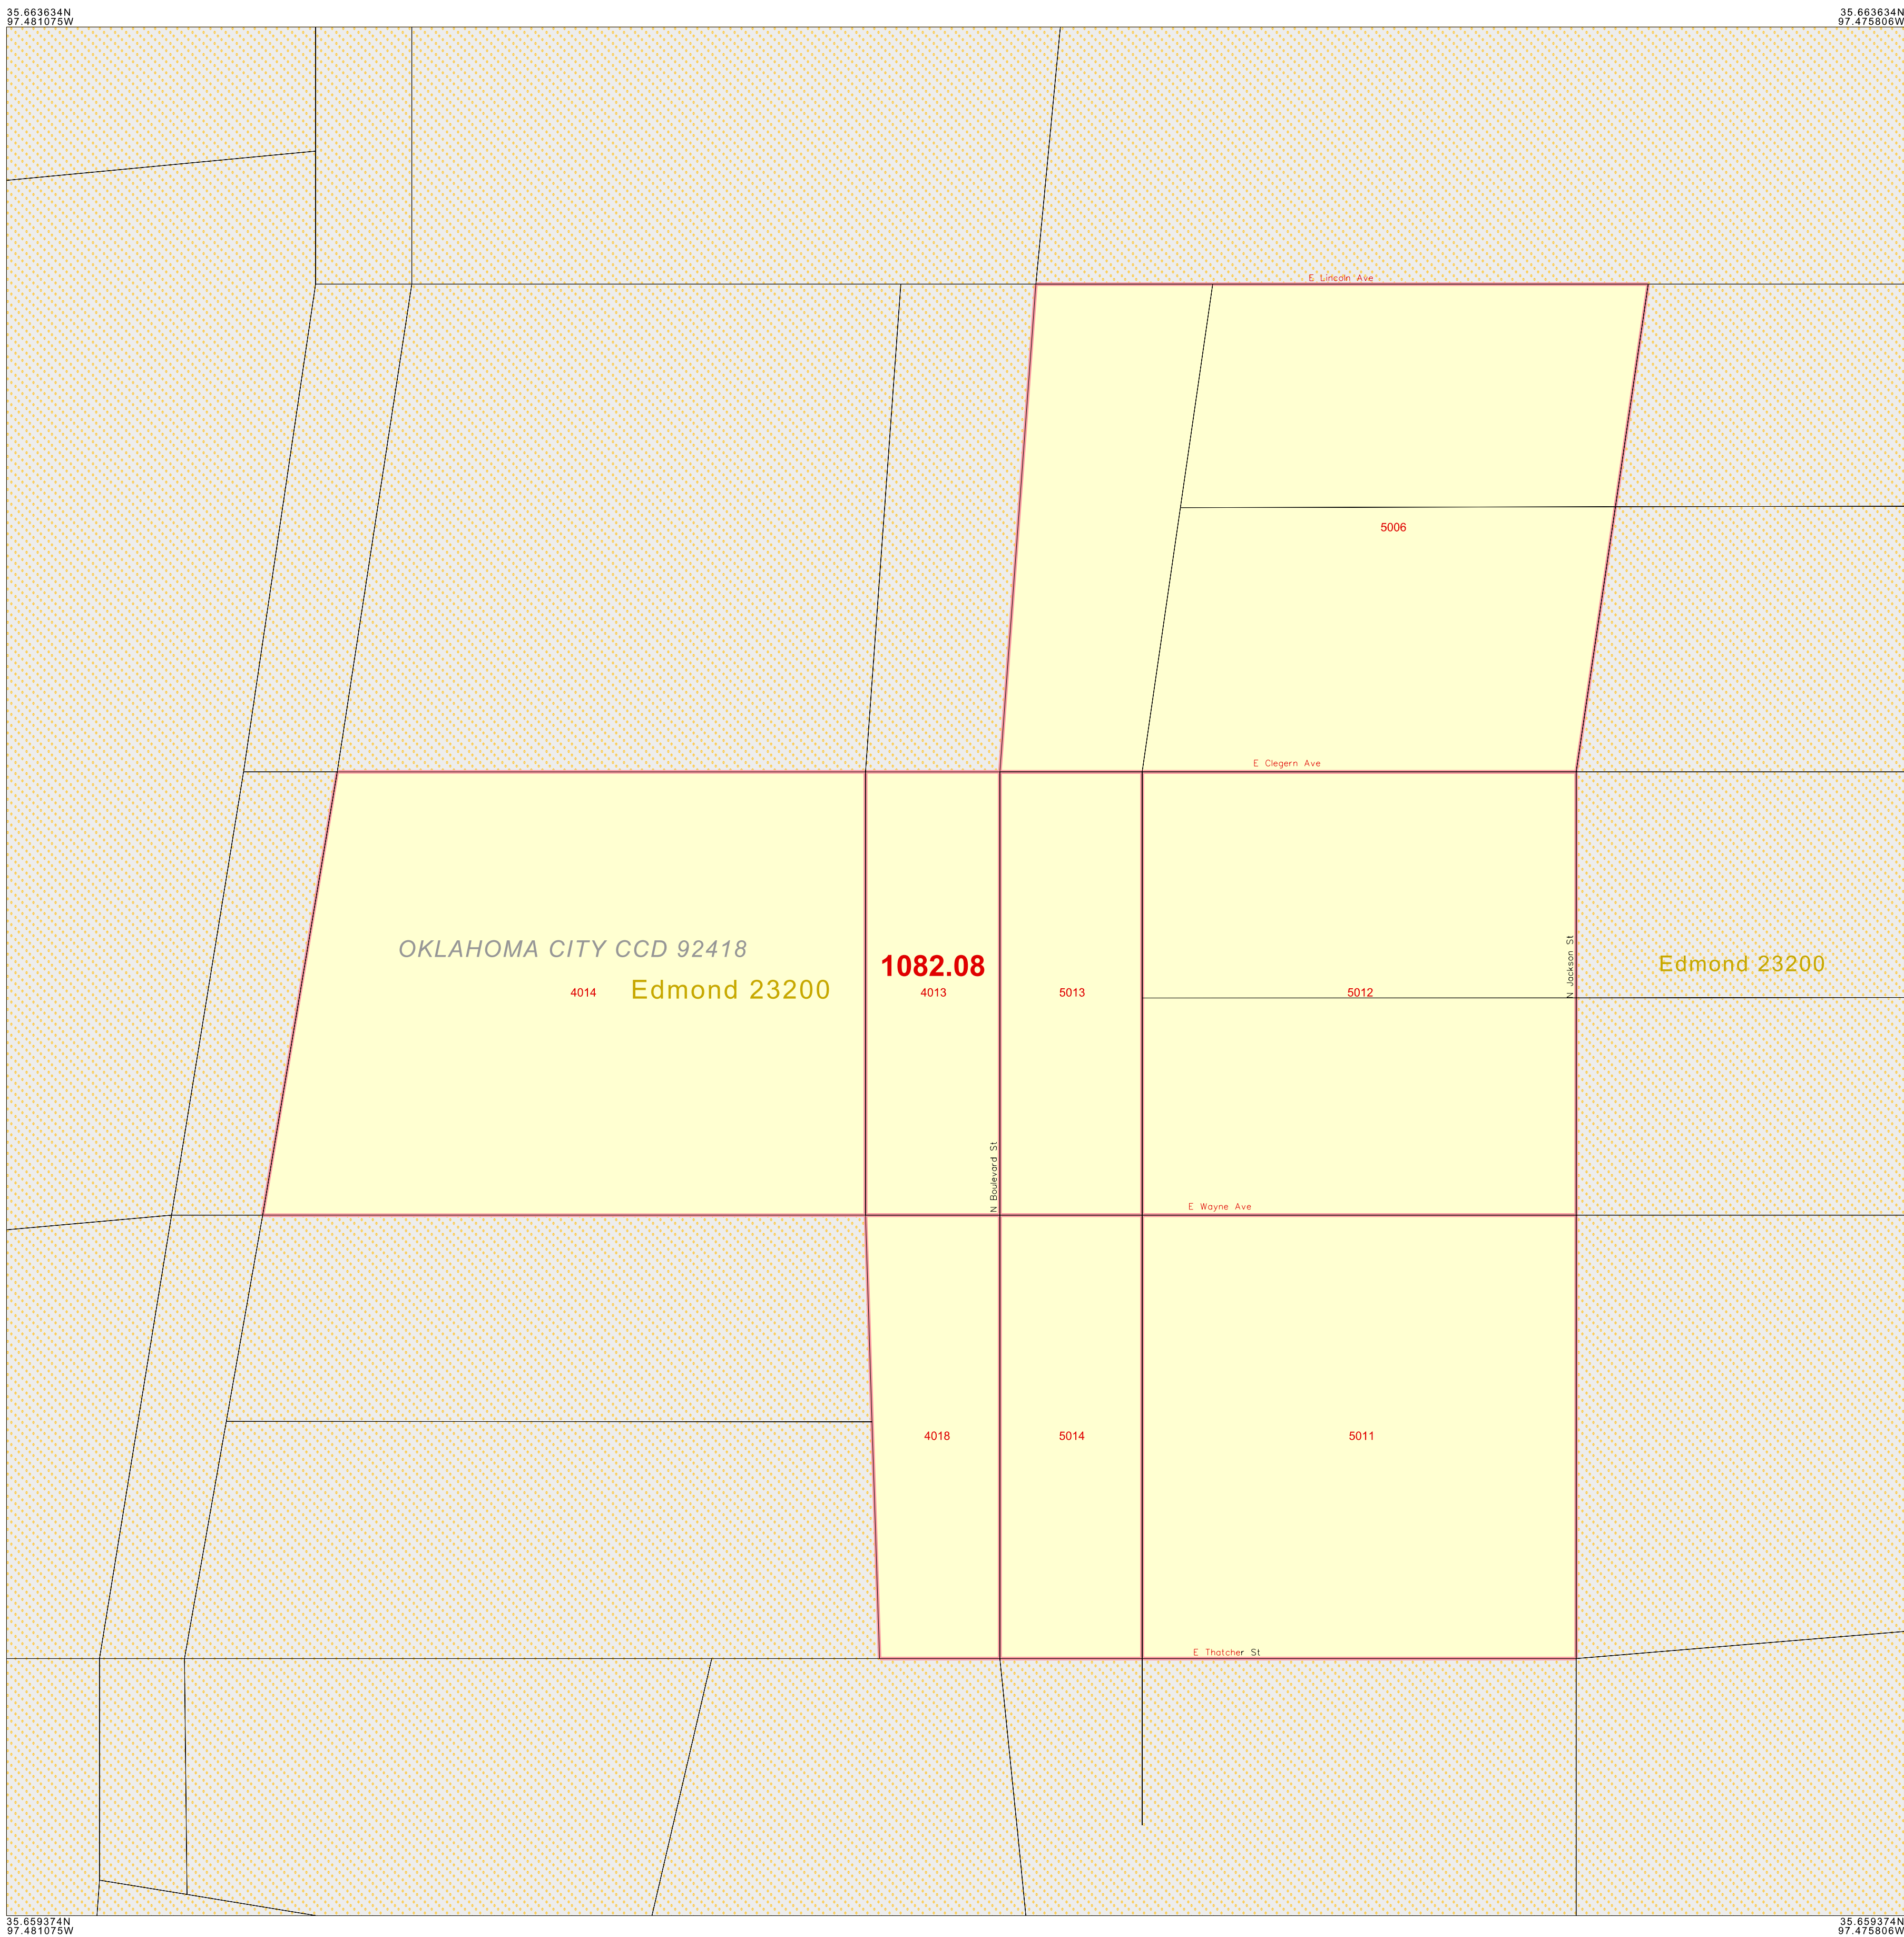 35.663634N
97.481075W
35.663634N
97.475806W
E Lincoln Ave
5006
E Clegern Ave
OKLAHOMA CITY CCD 92418
1082.08
Edmond 23200
4014
Edmond 23200
4013
5013
5012
N Jackson St
N Boulevard St
E Wayne Ave
4018
5014
5011
E Thatcher St
35.659374N
97.481075W
35.659374N
97.475806W